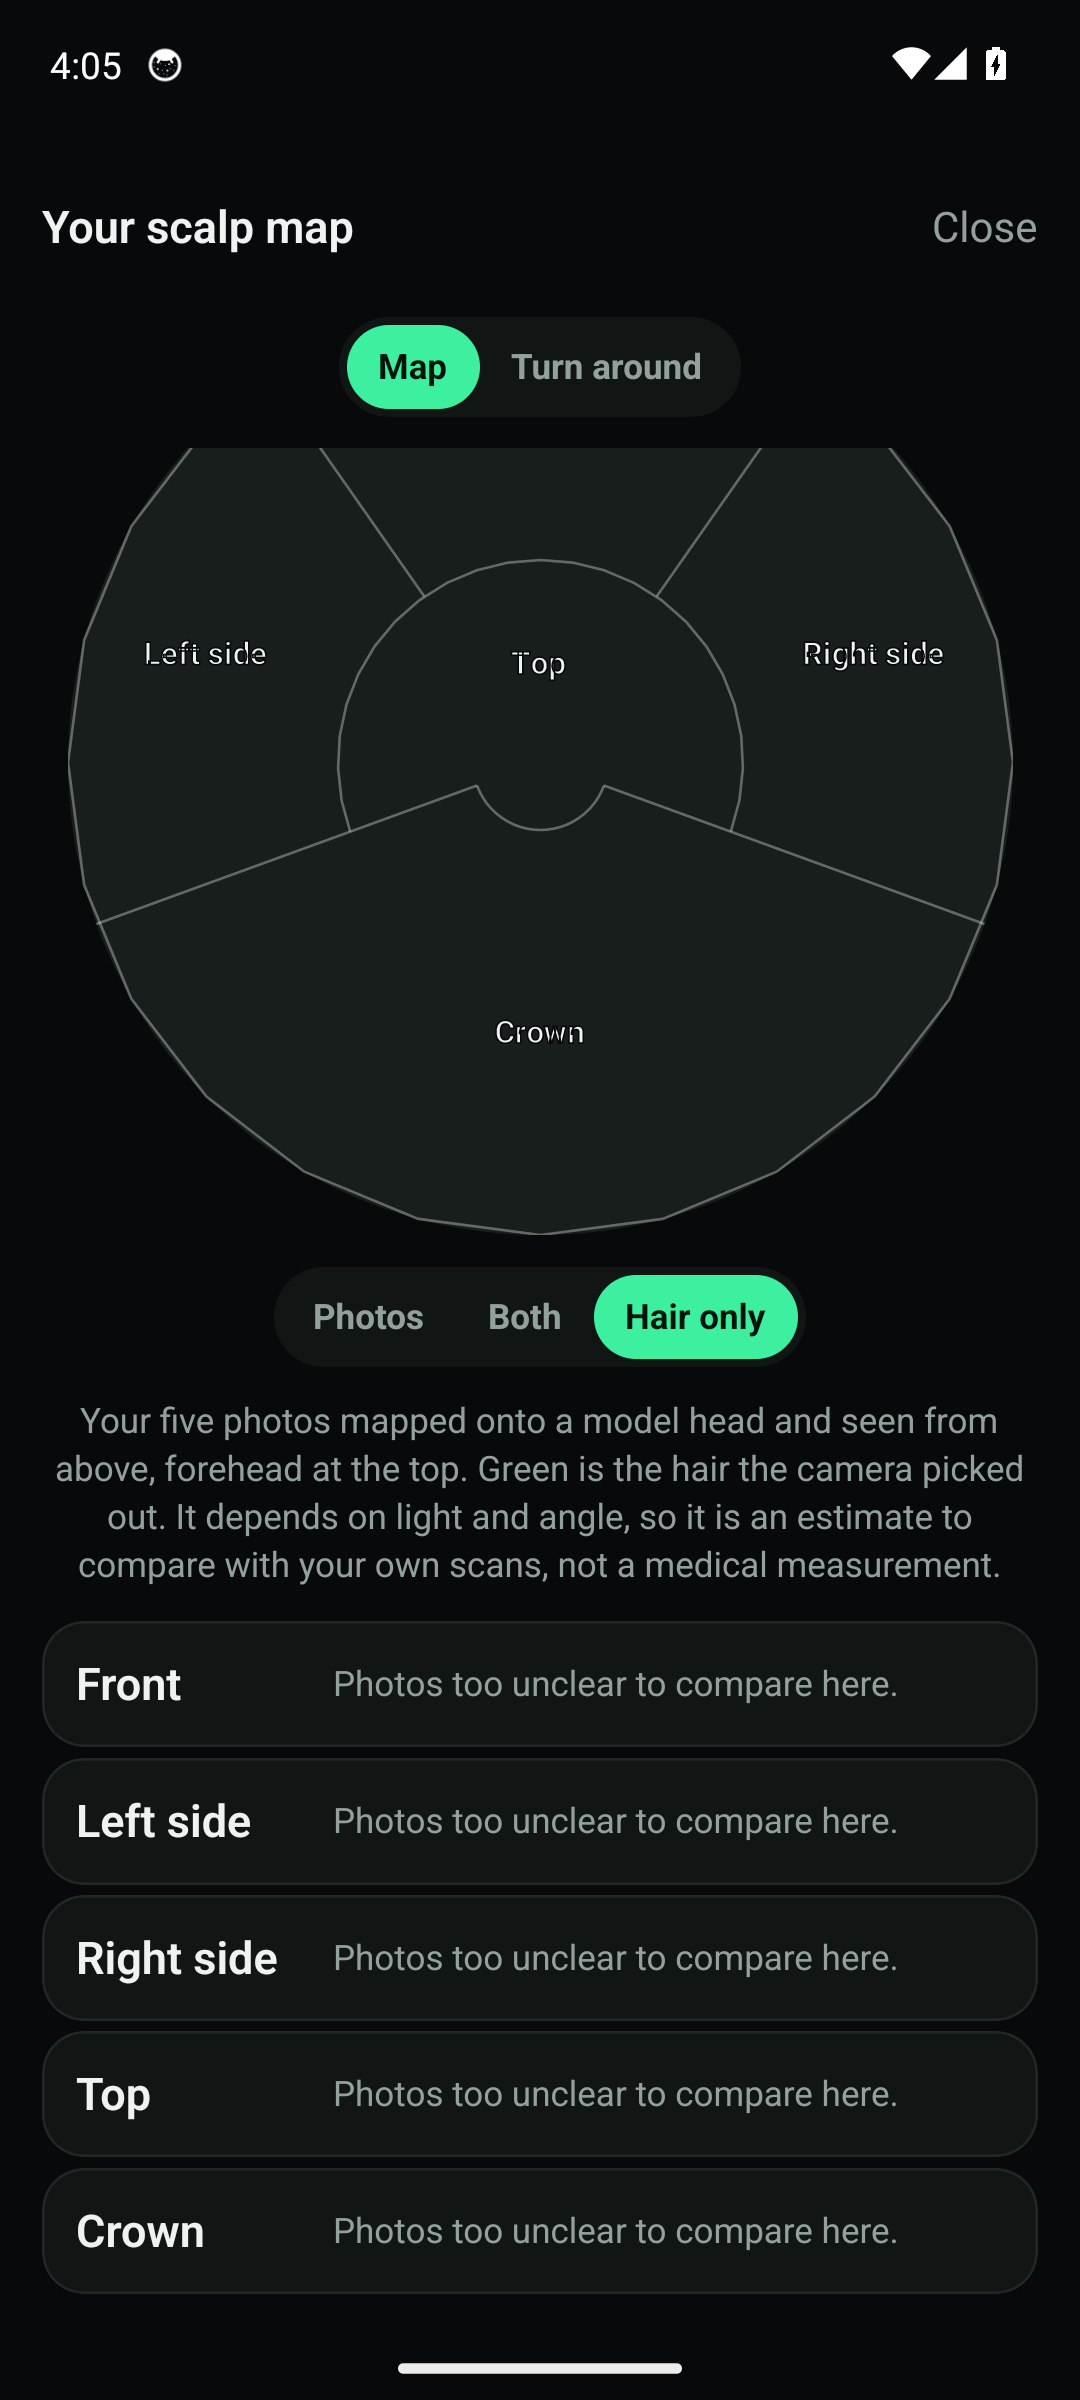 4:05
Your scalp map
Close
Map
Turn around
Left side
Top
Right side
Crown
Photos
Both
Hair only
Your five photos mapped onto a model head and seen from
above, forehead at the top. Green is the hair the camera picked
out. It depends on light and angle, so it is an estimate to
compare with your own scans, not a medical measurement.
Front
Photos too unclear to compare here.
Left side
Photos too unclear to compare here.
Right side
Photos too unclear to compare here.
Top
Photos too unclear to compare here.
Crown
Photos too unclear to compare here.